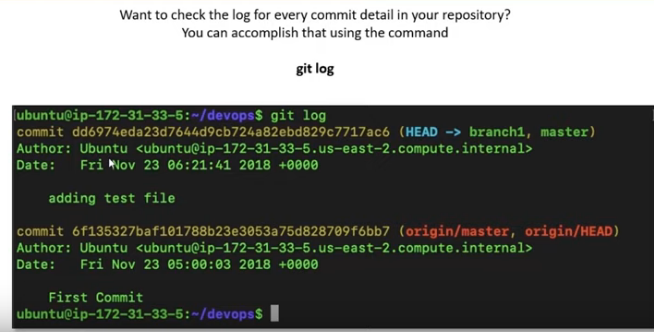 Want to check the log for every commit detail in your repository?
You can accomplish that using the command
git log
ubuntu@ip-172-31-33-5:~/devops$ git log
commit dd6974eda23d7644d9cb724a82ebd829c7717ac6 (HEAD -> branch1, master)
Author: Ubuntu <ubuntu@ip-172-31-33-5.us-east-2.compute.internal>
Date:   Fri Nov 23 06:21:41 2018 +0000
adding test file
commit 6f135327baf101788b23e3053a75d828709f6bb7 (origin/master, origin/HEAD)
Author: Ubuntu <ubuntu@ip-172-31-33-5.us-east-2.compute.internal>
Date:   Fri Nov 23 05:00:03 2018 +0000
First Commit
ubuntu@ip-172-31-33-5:~/devops$